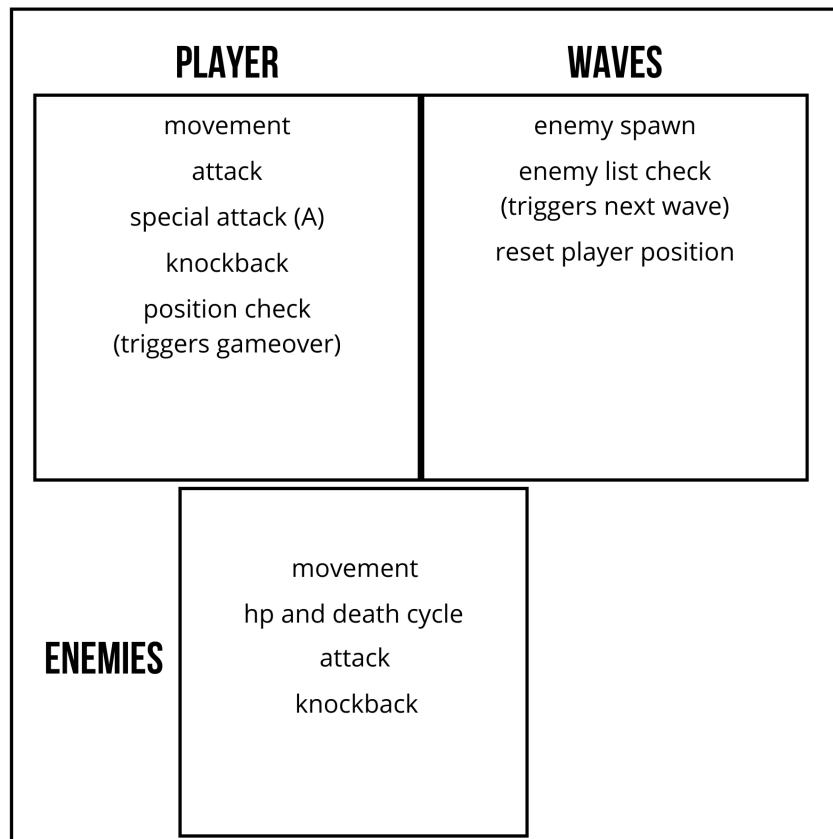 PLAYER
movement
attack
special attack (A)
knockback
position check
(triggers gameover)
WAVES
enemy spawn
enemy list check
(triggers next wave)
reset player position
ENEMIES
movement
hp and death cycle
attack
knockback